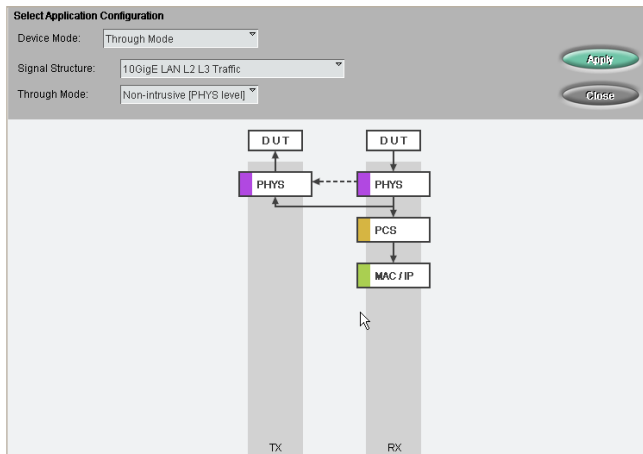 Select Application Configuration
Device Mode: Through Mode
Apply
Signal Structure: 10GigE LAN L2 L3 Traffic
Through Mode: Non-intrusive [PHYS level]
Close
DUT DUT
PHYS PHYS
PCS
MAC / IP
TX RX